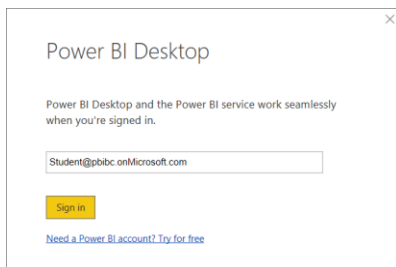 Power BI Desktop
Power BI Desktop and the Power BI service work seamlessly
when you're signed in.
Student@pbibc.onMicrosoft.com
Sign in
Need a Power BI account? Try for free